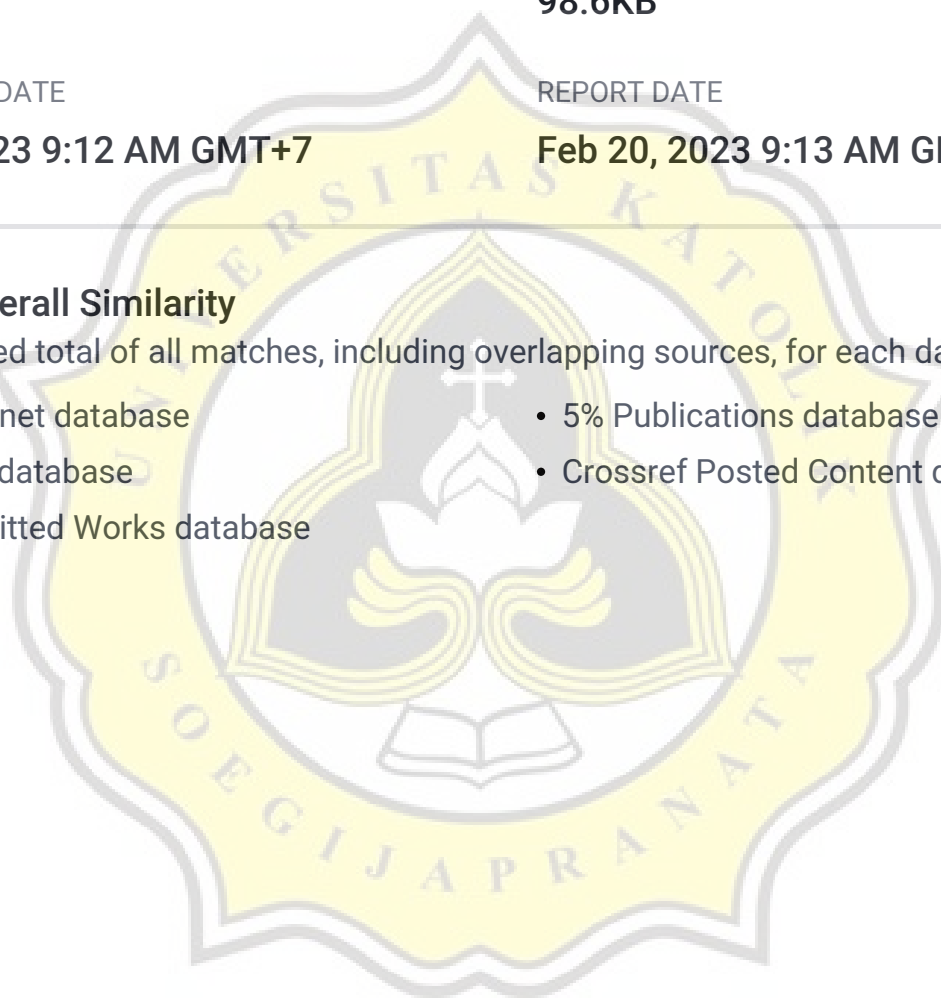 98.6KB
DATE
REPORT DATE
23 9:12 AM GMT+7
Feb 20, 2023 9:13 AM
UNIVERSITAS KATOLIK
erall Similarity
ed total of all matches, including overlapping sources, for each da
net database
• 5% Publications database
database
• Crossref Posted Content
itted Works database
SOEGIJAPRANATA